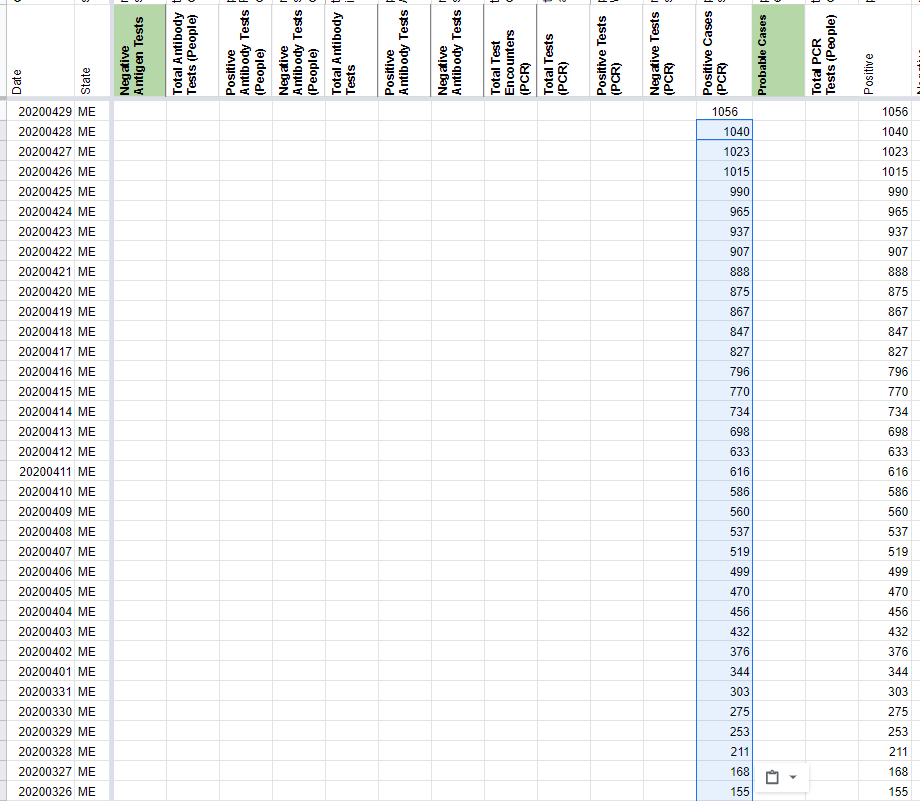 Date State Negative Antigen Tests Total Antibody Tests (People) Positive Antibody Tests (People) Negative Antibody Tests (People) Total Antibody Tests Positive Antibody Tests Negative Antibody Tests Total Test Encounters (PCR) Total Tests (PCR) Positive Tests (PCR) Negative Tests (PCR) Positive Cases (PCR) Probable Cases Total PCR Tests (People) Positive
20200429 ME 1056 1056
20200428 ME 1040 1040
20200427 ME 1023 1023
20200426 ME 1015 1015
20200425 ME 990 990
20200424 ME 965 965
20200423 ME 937 937
20200422 ME 907 907
20200421 ME 888 888
20200420 ME 875 875
20200419 ME 867 867
20200418 ME 847 847
20200417 ME 827 827
20200416 ME 796 796
20200415 ME 770 770
20200414 ME 734 734
20200413 ME 698 698
20200412 ME 633 633
20200411 ME 616 616
20200410 ME 586 586
20200409 ME 560 560
20200408 ME 537 537
20200407 ME 519 519
20200406 ME 499 499
20200405 ME 470 470
20200404 ME 456 456
20200403 ME 432 432
20200402 ME 376 376
20200401 ME 344 344
20200331 ME 303 303
20200330 ME 275 275
20200329 ME 253 253
20200328 ME 211 211
20200327 ME 168 168
20200326 ME 155 155